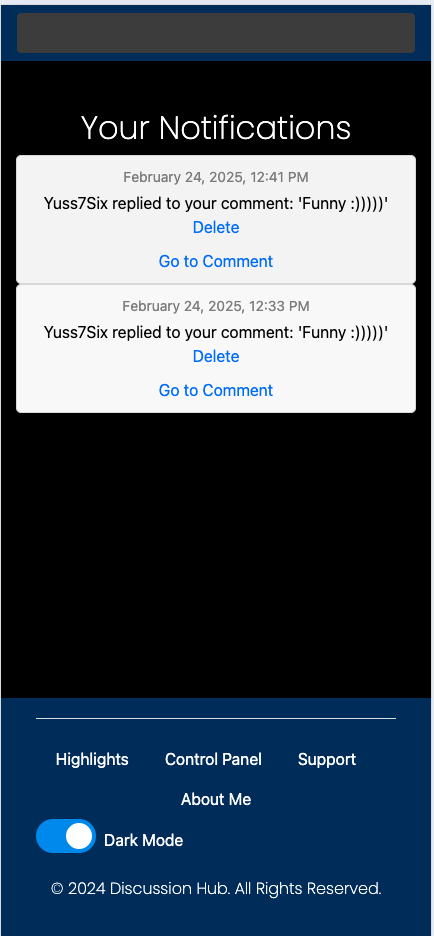 Your Notifications
February 24, 2025, 12:41 PM
Yuss7Six replied to your comment: 'Funny :)))))'
Delete
Go to Comment
February 24, 2025, 12:33 PM
Yuss7Six replied to your comment: 'Funny :)))))'
Delete
Go to Comment
Highlights Control Panel Support
About Me
Dark Mode
© 2024 Discussion Hub. All Rights Reserved.